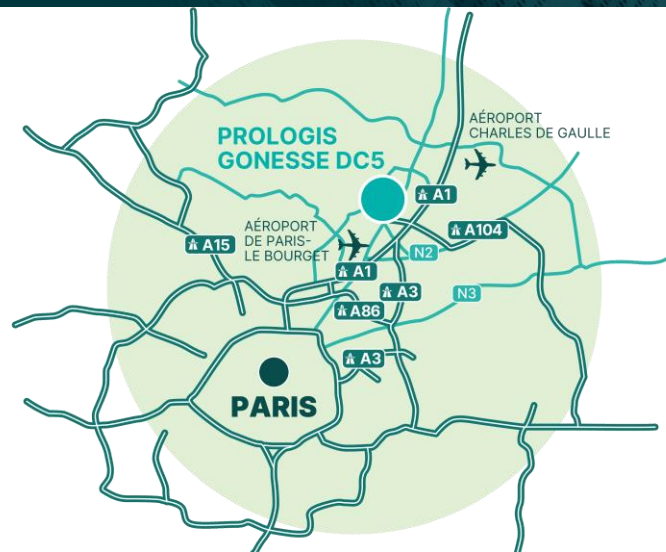 AÉROPORT
CHARLES DE GAULLE
PROLOGIS
GONESSE DC5
A1
AÉROPORT
DE PARIS-
LE BOURGET
A15
A104
N2
A1
A3
N3
A86
A3
PARIS